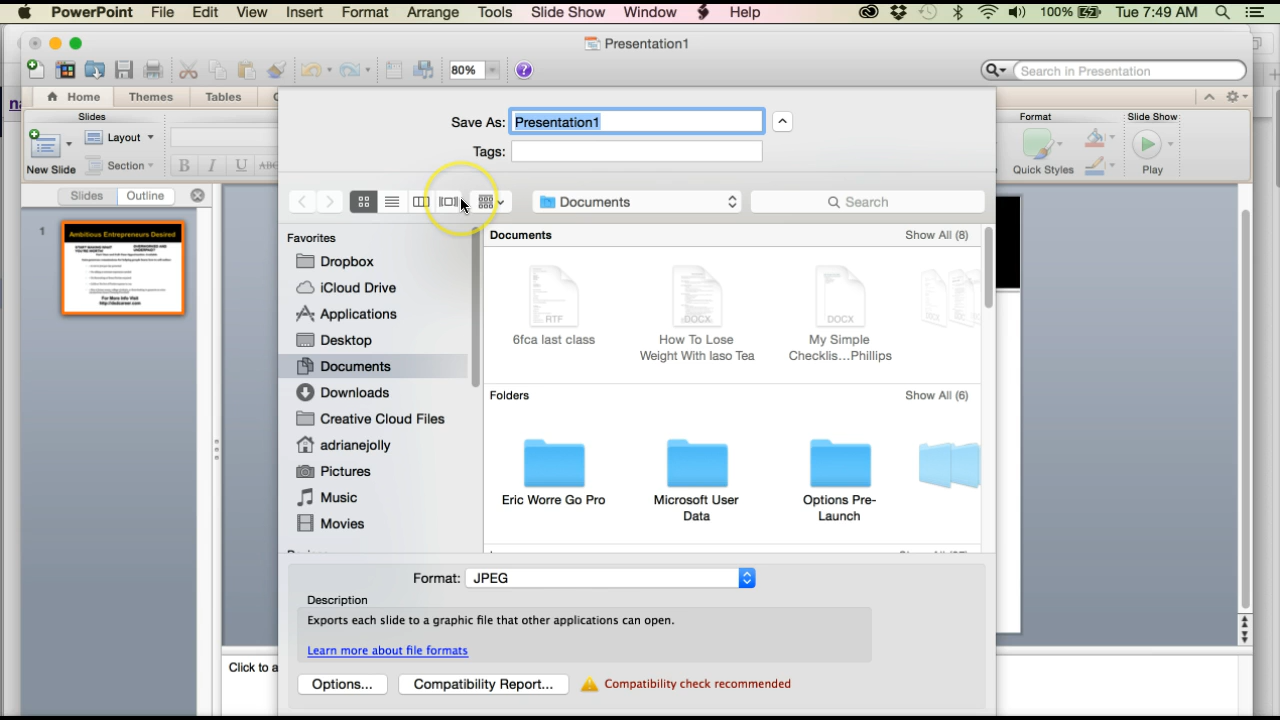 PowerPoint File Edit View Insert Format Arrange Tools Slide Show Window Help 100% Tue 7:49 AM
Presentation1
80% Search in Presentation
Home Themes Tables
Slides Format Slide Show
Layout
Section
New Slide B I U ABC Quick Styles Play
Save As: Presentation1
Tags:
Slides Outline
Documents Search
1
Ambitious Entrepreneurs Desired
For More Info Visit
Favorites
Dropbox
iCloud Drive
Applications
Desktop
Documents
Downloads
Creative Cloud Files
adrianejolly
Pictures
Music
Movies
Documents Show All (8)
RTF DOCX DOCX
6fca last class
How To Lose
Weight With Iaso Tea
My Simple
Checklis...Phillips
Folders Show All (6)
Eric Worre Go Pro
Microsoft User
Data
Options Pre-
Launch
Format: JPEG
Description
Exports each slide to a graphic file that other applications can open.
Learn more about file formats
Options... Compatibility Report... Compatibility check recommended
Click to a